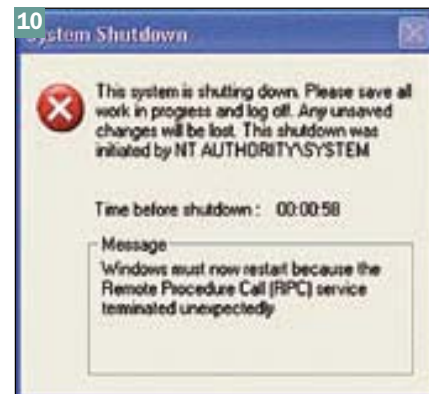 10
System Shutdown
This system is shutting down. Please save all
work in progress and log off. Any unsaved
changes will be lost. This shutdown was
initiated by NT AUTHORITY\SYSTEM
Time before shutdown : 00:00:58
Message
Windows must now restart because the
Remote Procedure Call (RPC) service
terminated unexpectedly